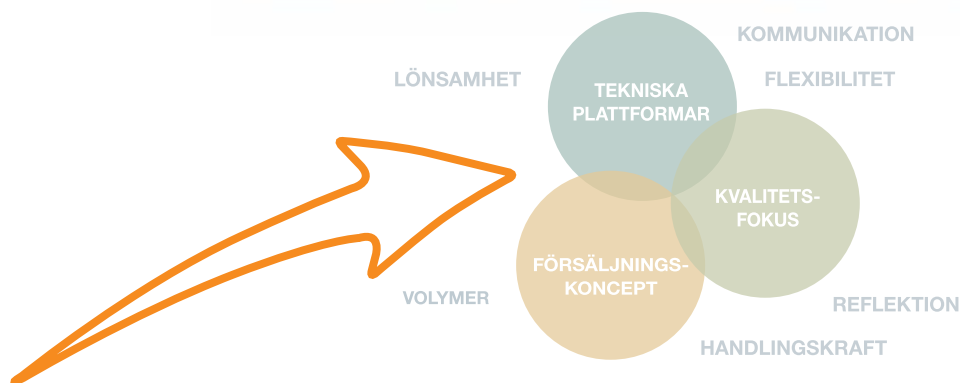 KOMMUNIKATION
LÖNSAMHET
FLEXIBILITET
TEKNISKA
PLATTFORMAR
KVALITETS-
FOKUS
FÖRSÄLJNINGS-
KONCEPT
VOLYMER
REFLEKTION
HANDLINGSKRAFT